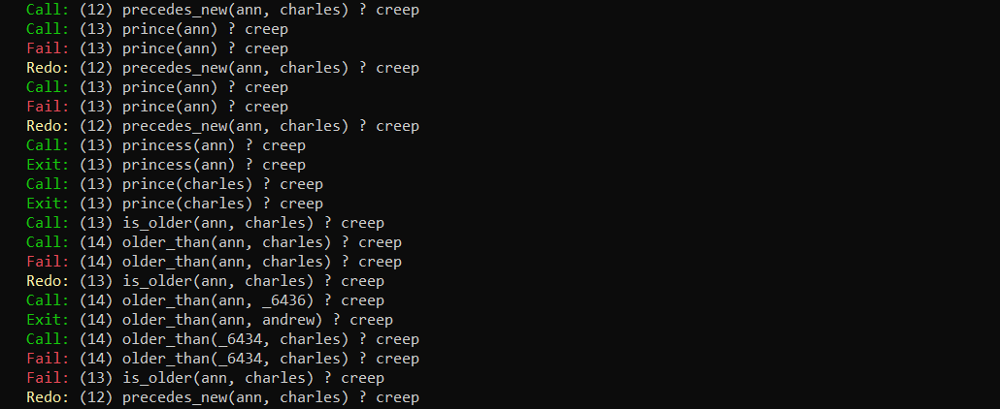 Call: (12) precedes_new(ann, charles) ? creep
Call: (13) prince(ann) ? creep
Fail: (13) prince(ann) ? creep
Redo: (12) precedes_new(ann, charles) ? creep
Call: (13) prince(ann) ? creep
Fail: (13) prince(ann) ? creep
Redo: (12) precedes_new(ann, charles) ? creep
Call: (13) princess(ann) ? creep
Exit: (13) princess(ann) ? creep
Call: (13) prince(charles) ? creep
Exit: (13) prince(charles) ? creep
Call: (13) is_older(ann, charles) ? creep
Call: (14) older_than(ann, charles) ? creep
Fail: (14) older_than(ann, charles) ? creep
Redo: (13) is_older(ann, charles) ? creep
Call: (14) older_than(ann, _6436) ? creep
Exit: (14) older_than(ann, andrew) ? creep
Call: (14) older_than(_6434, charles) ? creep
Fail: (14) older_than(_6434, charles) ? creep
Fail: (13) is_older(ann, charles) ? creep
Redo: (12) precedes_new(ann, charles) ? creep